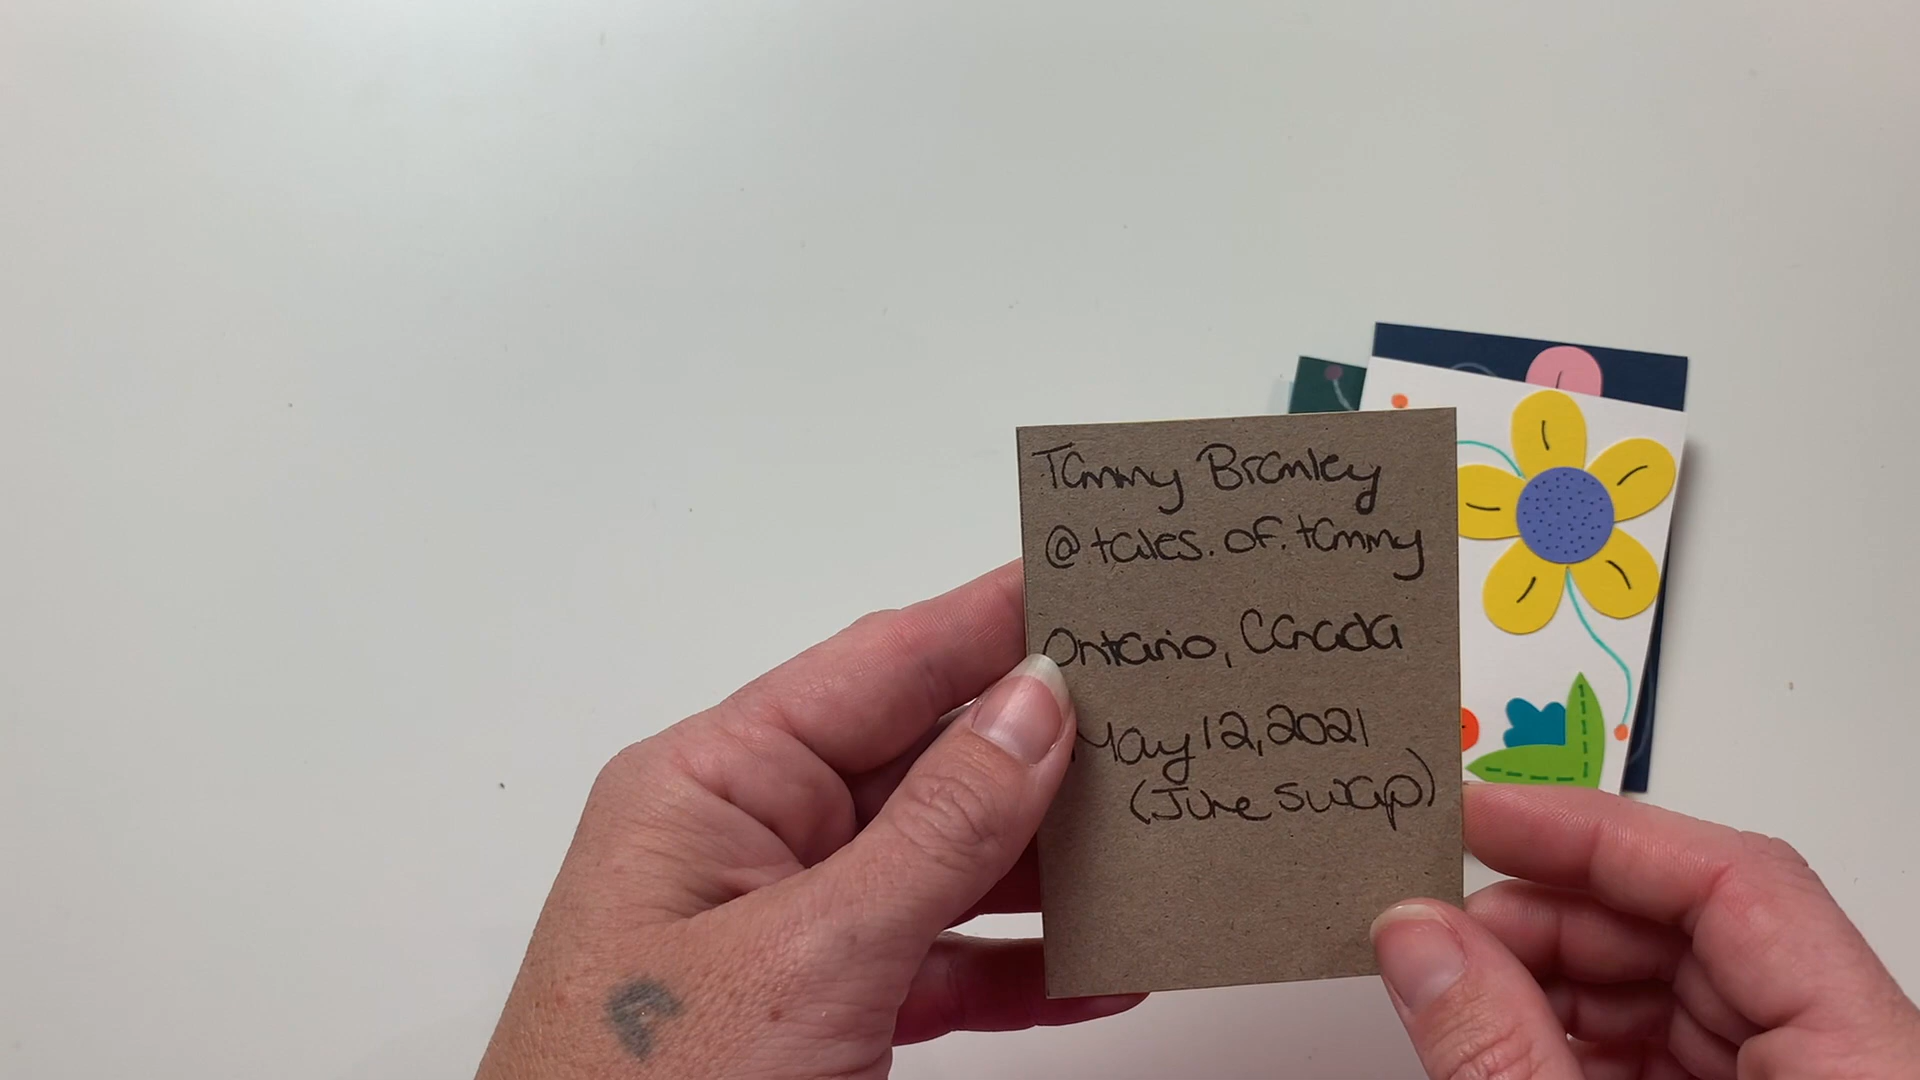 Tammy Bromley
@tales.of.tammy
Ontario, Canada
May 12, 2021
(June swap)